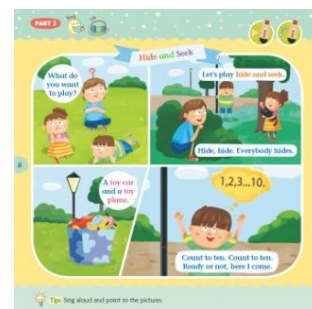 PART 2
Hide and Seek
What do
you want
to play?
Let's play hide and seek.
Hide, hide. Everybody hides.
A toy car
and a toy
plane.
1,2,3...10.
Count to ten. Count to ten.
Ready or not, here I come.
8
Tips Sing aloud and point to the pictures.